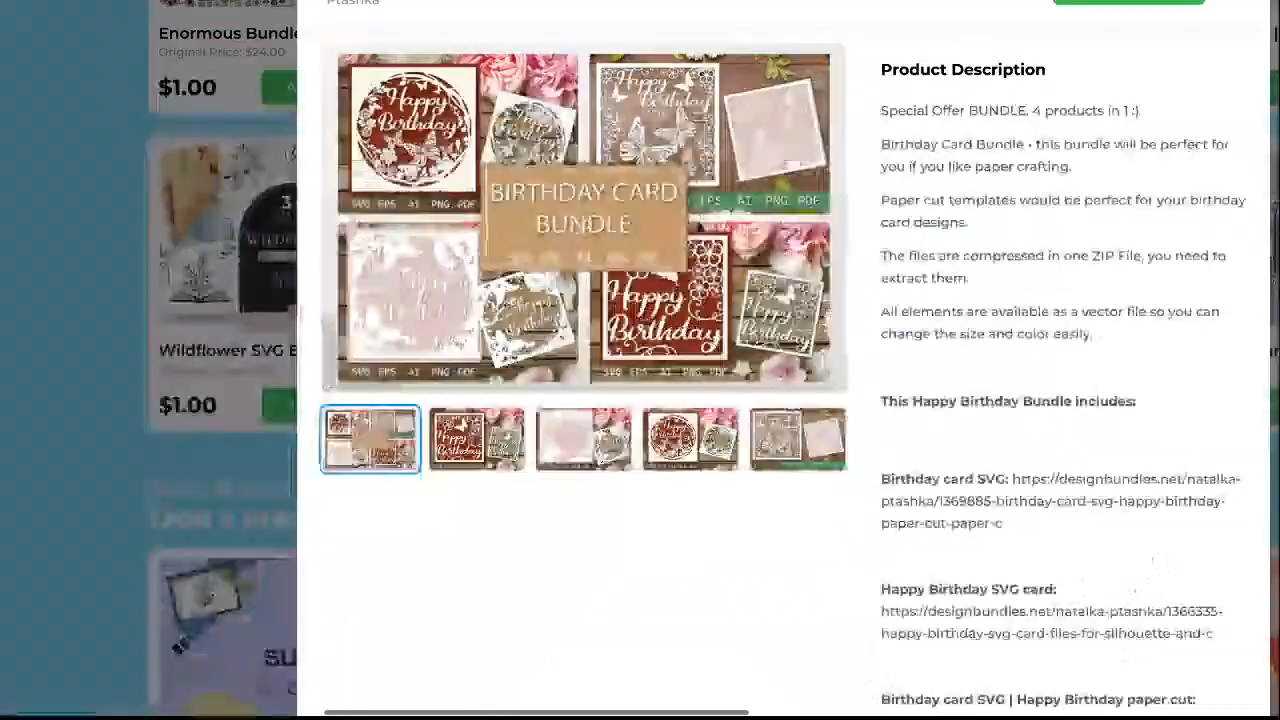 Ptashka
Enormous Bundle
Original Price: $24.00
$1.00
Wildflower SVG B
$1.00
Happy
Birthday
SVG EPS AI PNG PDF
Happy
Birthday
EPS AI PNG PDF
BIRTHDAY CARD
BUNDLE
SVG EPS AI PNG PDF
Happy
Birthday
Happy
Birthday
SVG EPS AI PNG PDF
Product Description
Special Offer BUNDLE. 4 products in 1 :)
Birthday Card Bundle - this bundle will be perfect for
you if you like paper crafting.
Paper cut templates would be perfect for your birthday
card designs.
The files are compressed in one ZIP File, you need to
extract them.
All elements are available as a vector file so you can
change the size and color easily.
This Happy Birthday Bundle includes:
Birthday card SVG: https://designbundles.net/natalka-
ptashka/1369885-birthday-card-svg-happy-birthday-
paper-cut-paper-c
Happy Birthday SVG card:
https://designbundles.net/natalka-ptashka/1366335-
happy-birthday-svg-card-files-for-silhouette-and-c
Birthday card SVG | Happy Birthday paper cut: